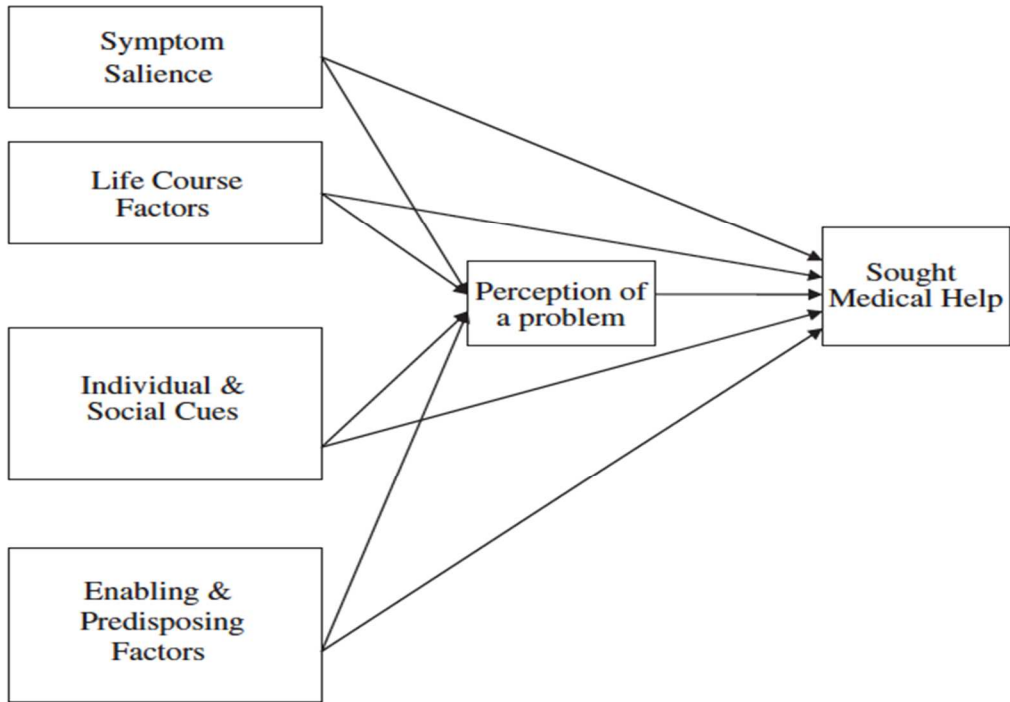 Symptom
Salience
Life Course
Factors
Perception of
a problem
Sought
Medical Help
Individual &
Social Cues
Enabling &
Predisposing
Factors